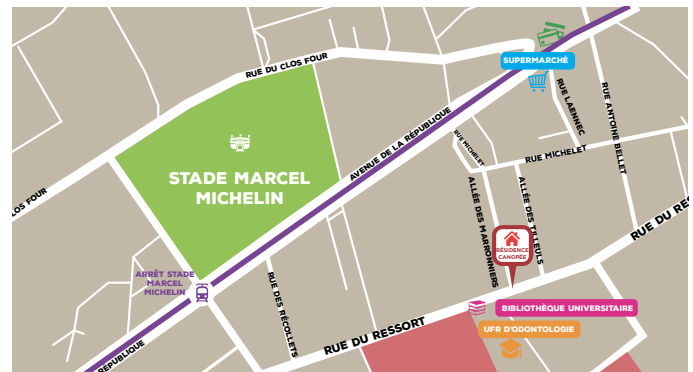 SUPERMARCHÉ
RUE DU CLOS FOUR
RUE LAENNEC
RUE ANTOINE BELLET
AVENUE DE LA RÉPUBLIQUE
RUE MICHELET
RUE MICHELET
STADE MARCEL
MICHELIN
ALLÉE DES MARRONNIERS
ALLÉE DES TILLEULS
CLOS FOUR
RUE DU RES
RÉSIDENCE
CANOPÉE
ARRÊT STADE
MARCEL
MICHELIN
RUE DES RÉCOLLETS
BIBLIOTHÈQUE UNIVERSITAIRE
RUE DU RESSORT
UFR D'ODONTOLOGIE
RÉPUBLIQUE